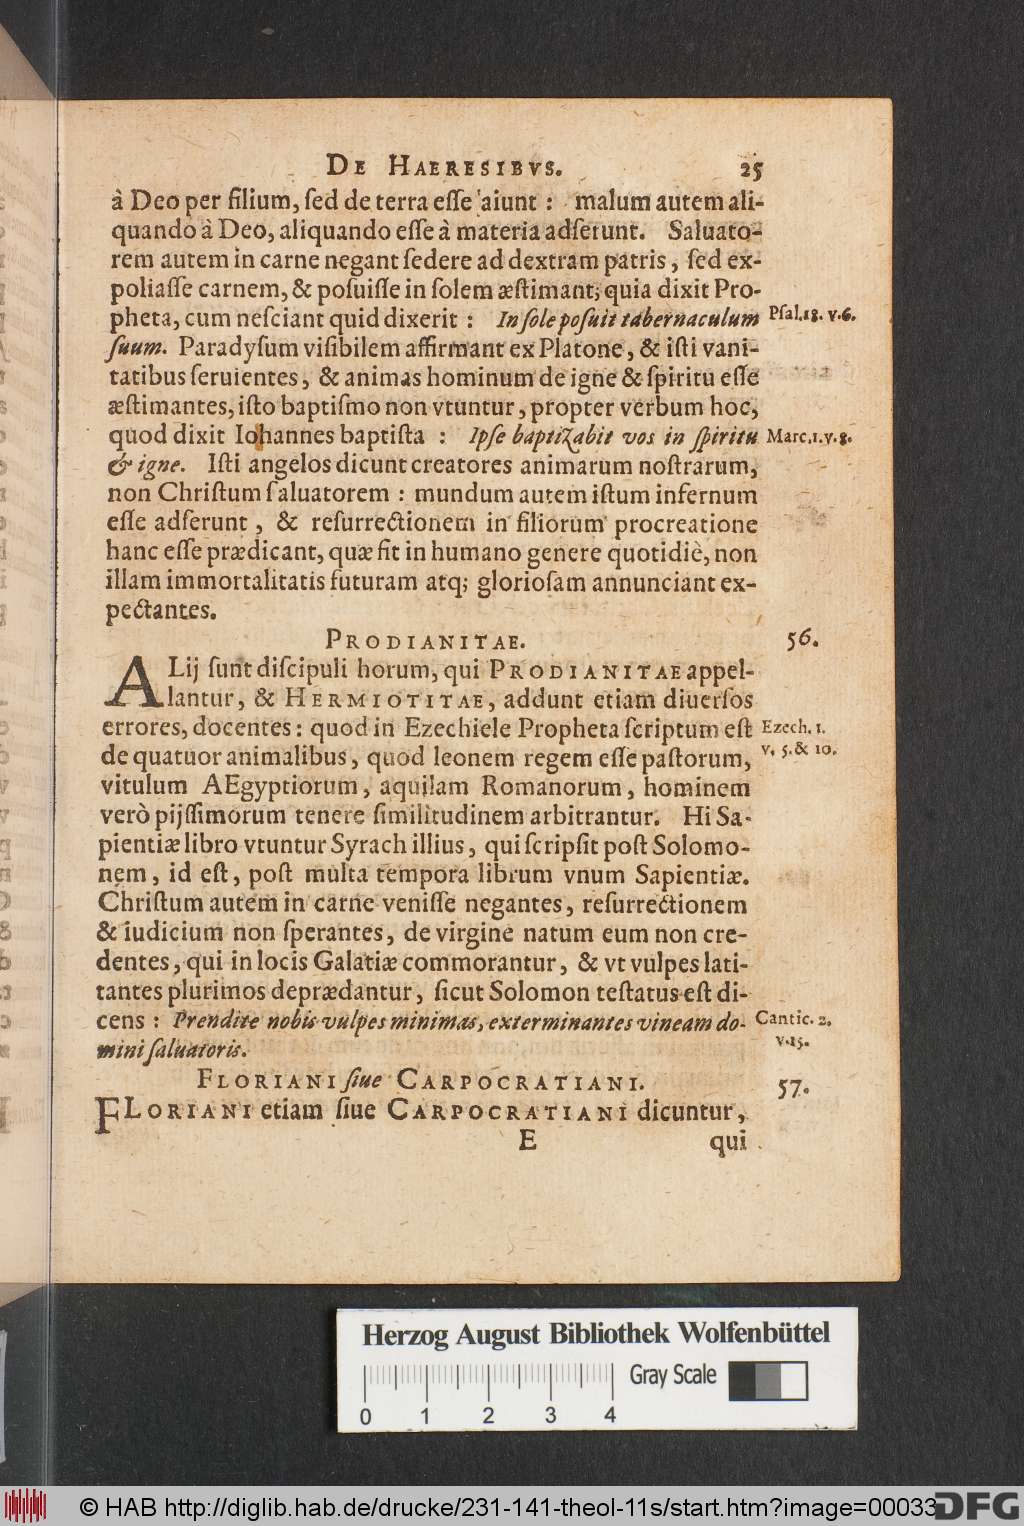 DE HAERESIBVS. 25
à Deo per filium, ſed de terra eſſe aiunt : malum autem ali-
quando à Deo, aliquando eſſe à materia adſerunt. Saluato-
rem autem in carne negant ſedere ad dextram patris, ſed ex-
poliaſſe carnem, & poſuiſſe in ſolem æſtimant; quia dixit Pro-
pheta, cum neſciant quid dixerit : In ſole poſuit tabernaculum Pſal.18. v.6.
ſuum. Paradyſum viſibilem affirmant ex Platone, & iſti vani-
tatibus ſeruientes, & animas hominum de igne & ſpiritu eſſe
æſtimantes, iſto baptiſmo non vtuntur, propter verbum hoc,
quod dixit Iohannes baptiſta : Ipſe baptizabit vos in ſpiritu Marc.1.v.8.
& igne. Iſti angelos dicunt creatores animarum noſtrarum,
non Chriſtum ſaluatorem : mundum autem iſtum infernum
eſſe adſerunt, & reſurrectionem in filiorum procreatione
hanc eſſe prædicant, quæ fit in humano genere quotidiè, non
illam immortalitatis futuram atq; glorioſam annunciant ex-
pectantes.
PRODIANITAE. 56.
ALij ſunt diſcipuli horum, qui PRODIANITAE appel-
lantur, & HERMIOTITAE, addunt etiam diuerſos
errores, docentes: quod in Ezechiele Propheta ſcriptum eſt Ezech. 1.
de quatuor animalibus, quod leonem regem eſſe paſtorum, v. 5. & 10.
vitulum AEgyptiorum, aquilam Romanorum, hominem
verò pijſſimorum tenere ſimilitudinem arbitrantur. Hi Sa-
pientiæ libro vtuntur Syrach illius, qui ſcripſit poſt Solomo-
nem, id eſt, poſt multa tempora librum vnum Sapientiæ.
Chriſtum autem in carne veniſſe negantes, reſurrectionem
& iudicium non ſperantes, de virgine natum eum non cre-
dentes, qui in locis Galatiæ commorantur, & vt vulpes lati-
tantes plurimos deprædantur, ſicut Solomon teſtatus eſt di-
cens : Prendite nobis vulpes minimas, exterminantes vineam do- Cantic. 2.
mini ſaluatoris. v.15.
FLORIANI ſiue CARPOCRATIANI. 57.
FLORIANI etiam ſiue CARPOCRATIANI dicuntur,
E qui
Herzog August Bibliothek Wolfenbüttel
Gray Scale
0 1 2 3 4
© HAB http://diglib.hab.de/drucke/231-141-theol-11s/start.htm?image=00033
DFG